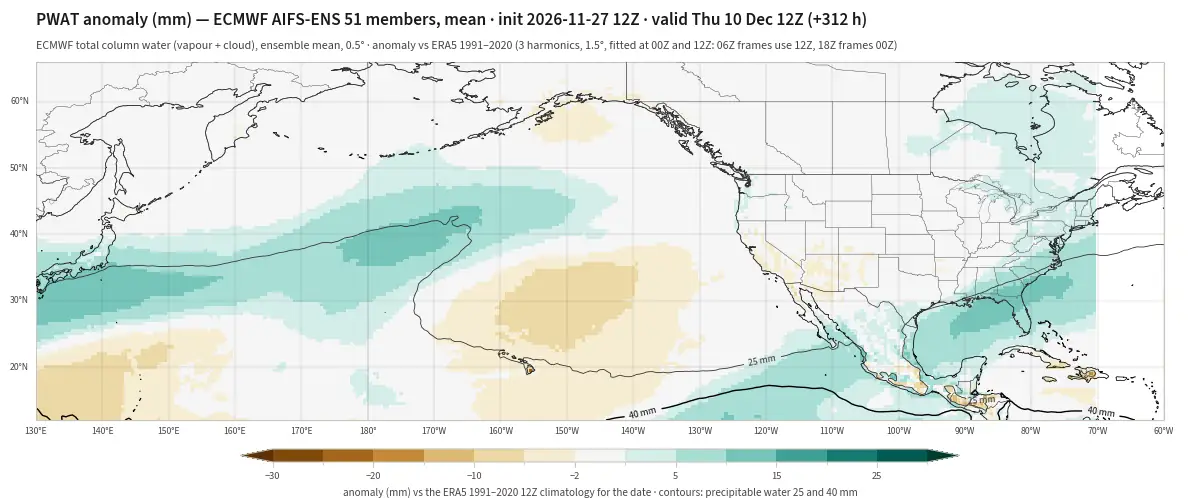 PWAT anomaly (mm) — ECMWF AIFS-ENS 51 members, mean · init 2026-11-27 12Z · valid Thu 10 Dec 12Z (+312 h)
ECMWF total column water (vapour + cloud), ensemble mean, 0.5° · anomaly vs ERA5 1991–2020 (3 harmonics, 1.5°, fitted at 00Z and 12Z: 06Z frames use 12Z, 18Z frames 00Z)
60°N
50°N
40°N
30°N
20°N
25 mm
40 mm
25 mm
40 mm
130°E 140°E 150°E 160°E 170°E 180° 170°W 160°W 150°W 140°W 130°W 120°W 110°W 100°W 90°W 80°W 70°W 60°W
−30 −20 −10 −2 5 15 25
anomaly (mm) vs the ERA5 1991–2020 12Z climatology for the date · contours: precipitable water 25 and 40 mm